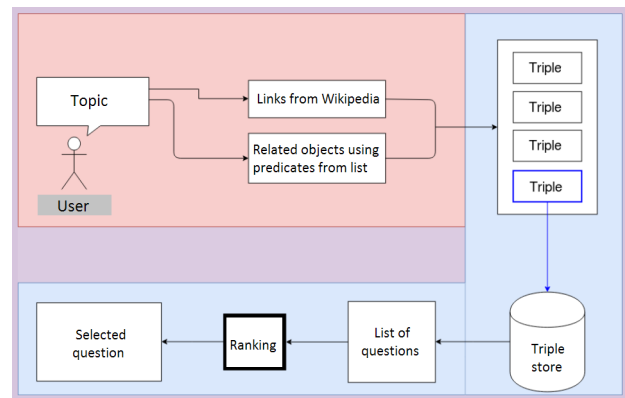 Topic
User
Links from Wikipedia
Related objects using
predicates from list
Triple
Triple
Triple
Triple
Triple
store
List of
questions
Ranking
Selected
question